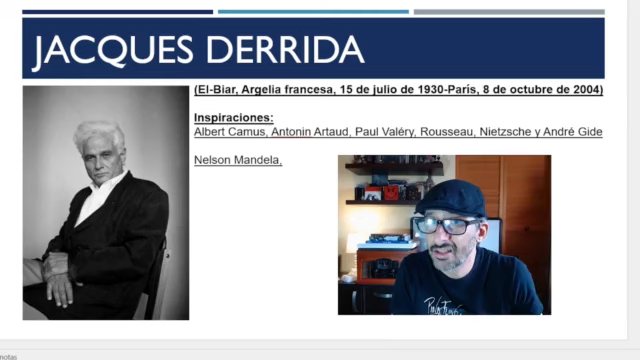 JACQUES DERRIDA
(El-Biar, Argelia francesa, 15 de julio de 1930-París, 8 de octubre de 2004)
Inspiraciones:
Albert Camus, Antonin Artaud, Paul Valéry, Rousseau, Nietzsche y André Gide
Nelson Mandela,
notas